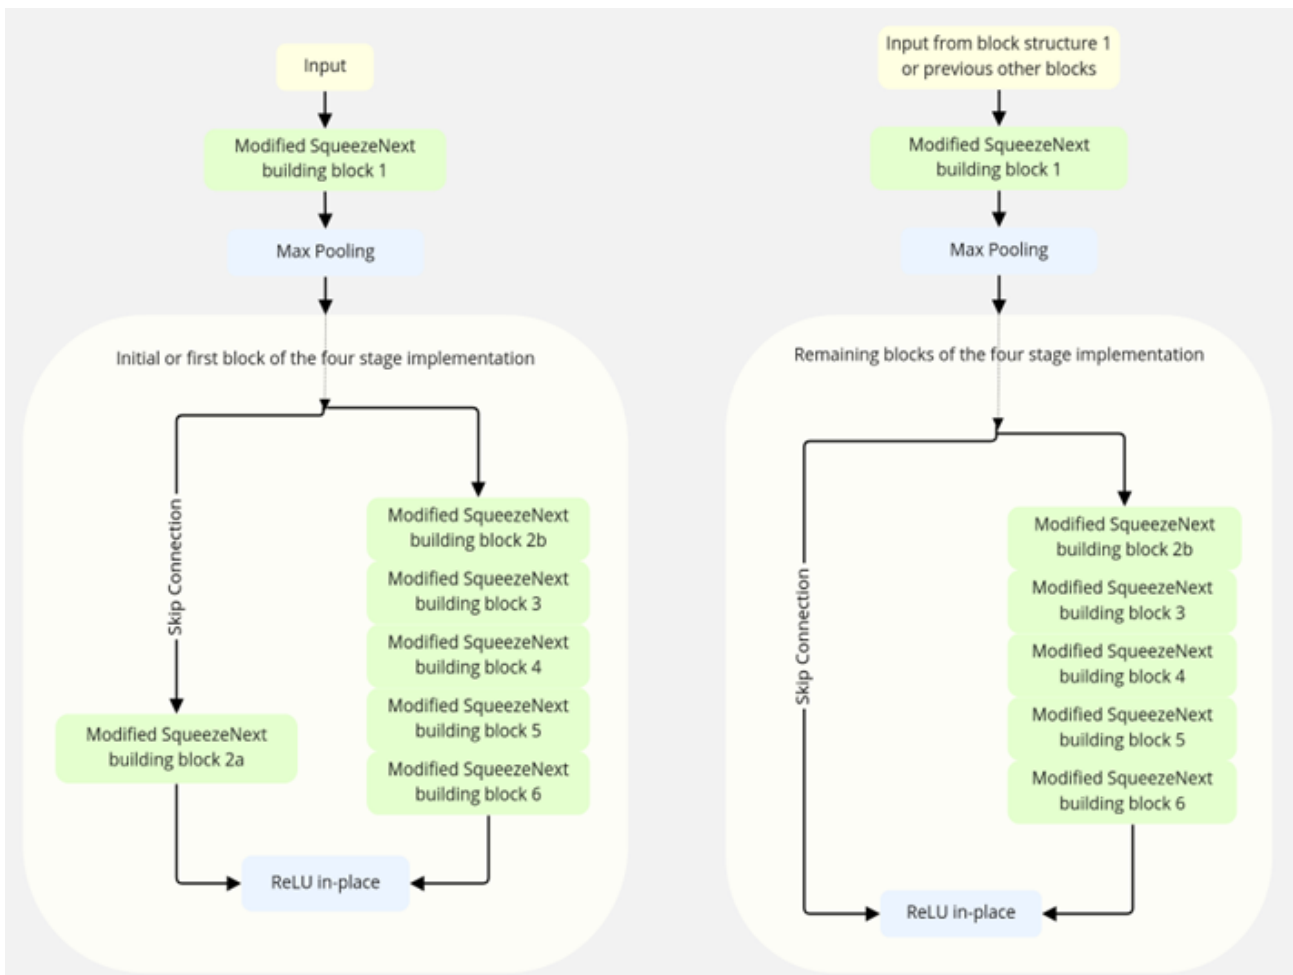 Input
Modified SqueezeNext
building block 1
Max Pooling
Initial or first block of the four stage implementation
Skip Connection
Modified SqueezeNext
building block 2a
Modified SqueezeNext
building block 2b
Modified SqueezeNext
building block 3
Modified SqueezeNext
building block 4
Modified SqueezeNext
building block 5
Modified SqueezeNext
building block 6
ReLU in-place
Input from block structure 1
or previous other blocks
Modified SqueezeNext
building block 1
Max Pooling
Remaining blocks of the four stage implementation
Skip Connection
Modified SqueezeNext
building block 2b
Modified SqueezeNext
building block 3
Modified SqueezeNext
building block 4
Modified SqueezeNext
building block 5
Modified SqueezeNext
building block 6
ReLU in-place